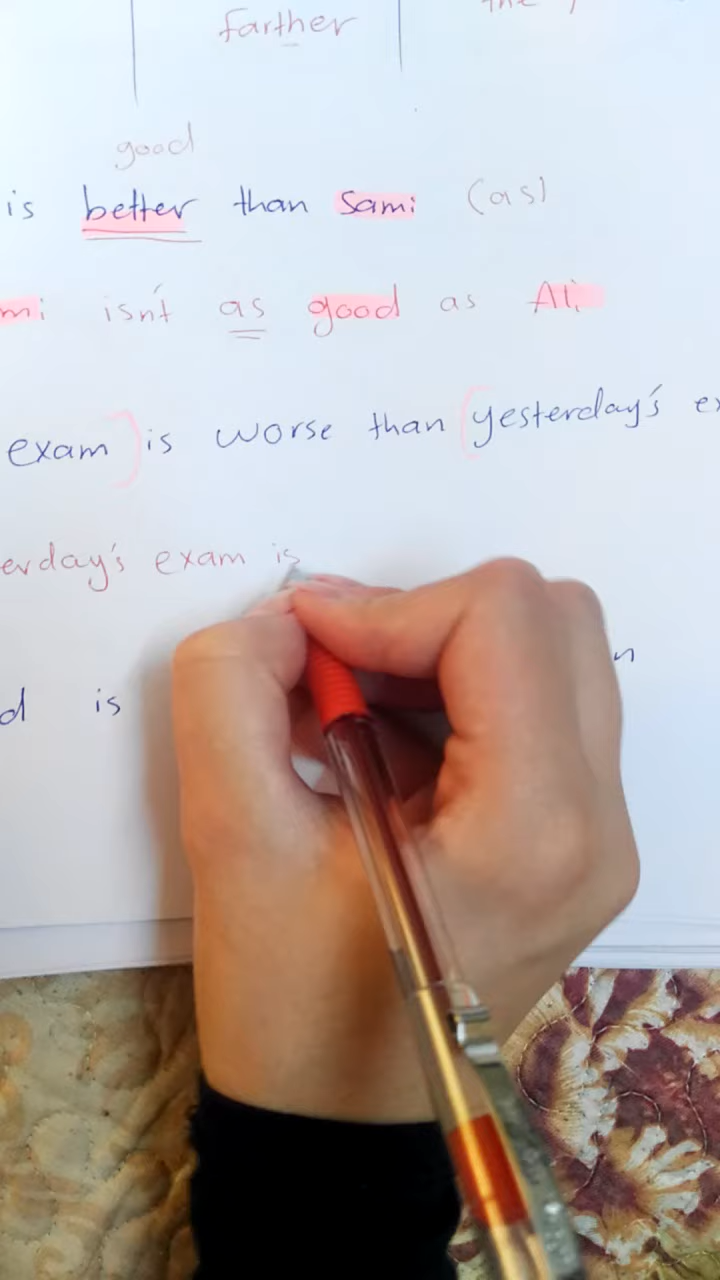 farther
the
good
is better than Sami (as)
mi isn't as good as Ali
exam) is worse than (yesterday's ex
erday's exam is
d is n